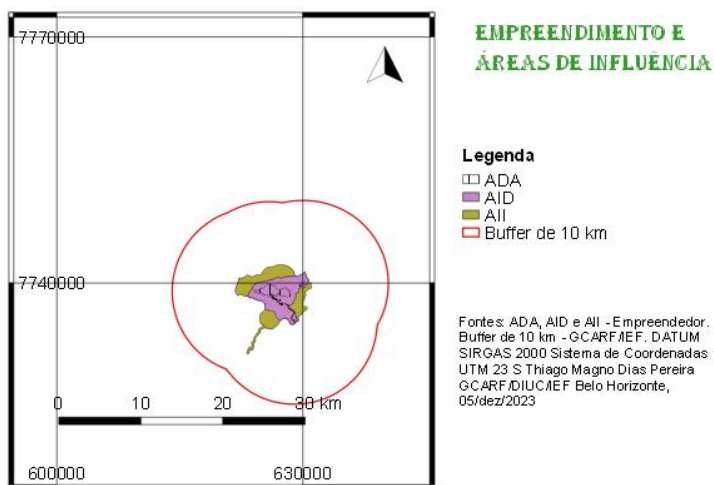 7770000
EMPREENDIMENTO E
ÁREAS DE INFLUÊNCIA
Legenda
ADA
AID
AII
Buffer de 10 km
7740000
Fontes: ADA, AID e AII - Empreendedor.
Buffer de 10 km - GCARF/IEF. DATUM
SIRGAS 2000 Sistema de Coordenadas
UTM 23 S Thiago Magno Dias Pereira
GCARF/DIUC/IEF Belo Horizonte,
05/dez/2023
0 10 20 30 km
600000 630000